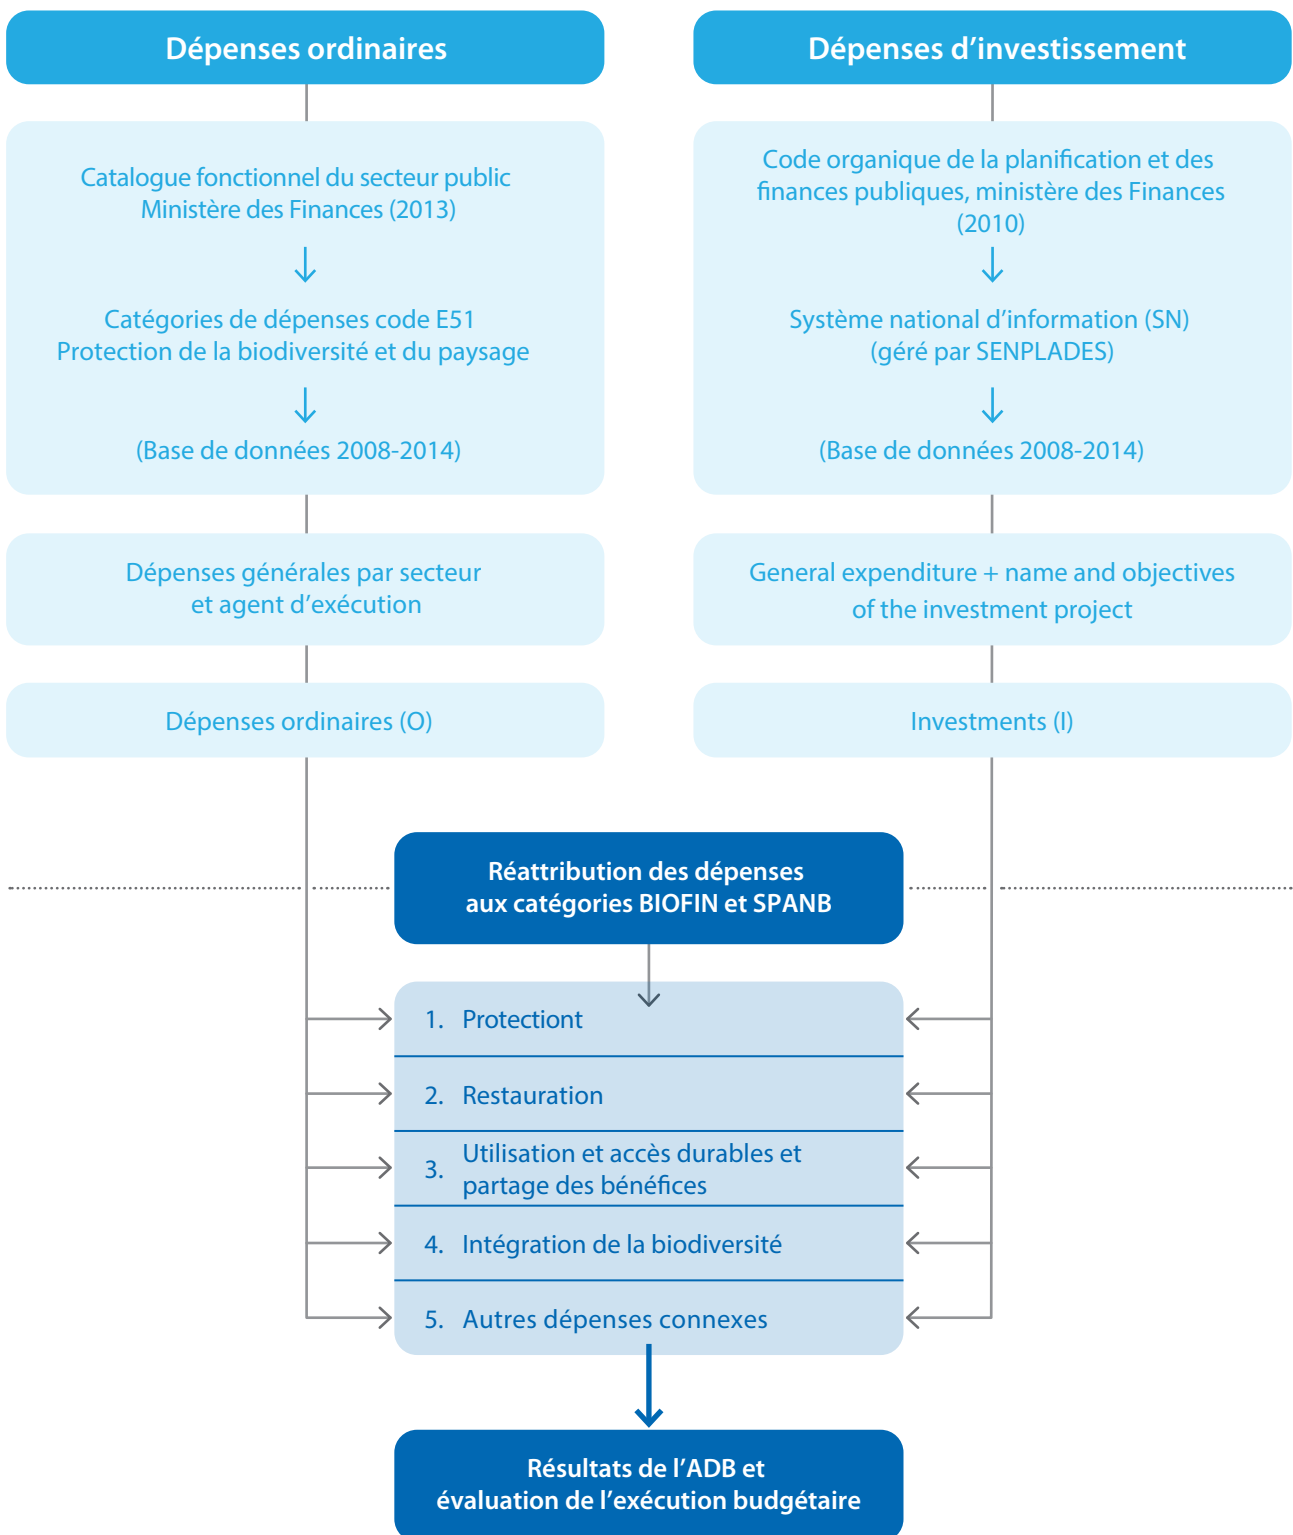 Dépenses ordinaires
Catalogue fonctionnel du secteur public
Ministère des Finances (2013)
Catégories de dépenses code E51
Protection de la biodiversité et du paysage
(Base de données 2008-2014)
Dépenses générales par secteur
et agent d’exécution
Dépenses ordinaires (O)
Dépenses d’investissement
Code organique de la planification et des
finances publiques, ministère des Finances
(2010)
Système national d’information (SN)
(géré par SENPLADES)
(Base de données 2008-2014)
General expenditure + name and objectives
of the investment project
Investments (I)
Réattribution des dépenses
aux catégories BIOFIN et SPANB
1. Protectiont
2. Restauration
3. Utilisation et accès durables et
partage des bénéfices
4. Intégration de la biodiversité
5. Autres dépenses connexes
Résultats de l’ADB et
évaluation de l’exécution budgétaire